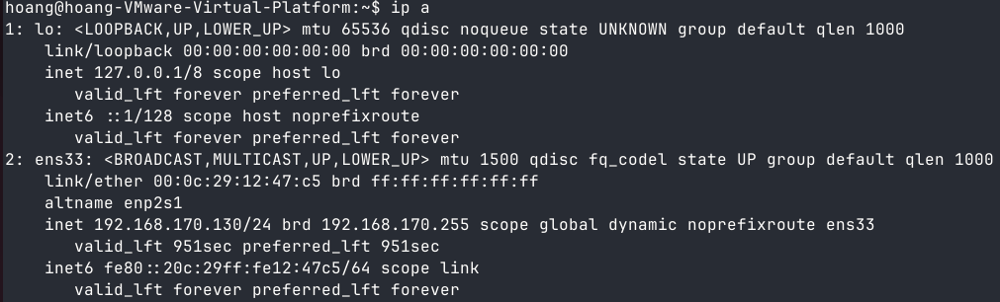 hoang@hoang-VMware-Virtual-Platform:~$ ip a
1: lo: <LOOPBACK,UP,LOWER_UP> mtu 65536 qdisc noqueue state UNKNOWN group default qlen 1000
    link/loopback 00:00:00:00:00:00 brd 00:00:00:00:00:00
    inet 127.0.0.1/8 scope host lo
       valid_lft forever preferred_lft forever
    inet6 ::1/128 scope host noprefixroute
       valid_lft forever preferred_lft forever
2: ens33: <BROADCAST,MULTICAST,UP,LOWER_UP> mtu 1500 qdisc fq_codel state UP group default qlen 1000
    link/ether 00:0c:29:12:47:c5 brd ff:ff:ff:ff:ff:ff
    altname enp2s1
    inet 192.168.170.130/24 brd 192.168.170.255 scope global dynamic noprefixroute ens33
       valid_lft 951sec preferred_lft 951sec
    inet6 fe80::20c:29ff:fe12:47c5/64 scope link
       valid_lft forever preferred_lft forever